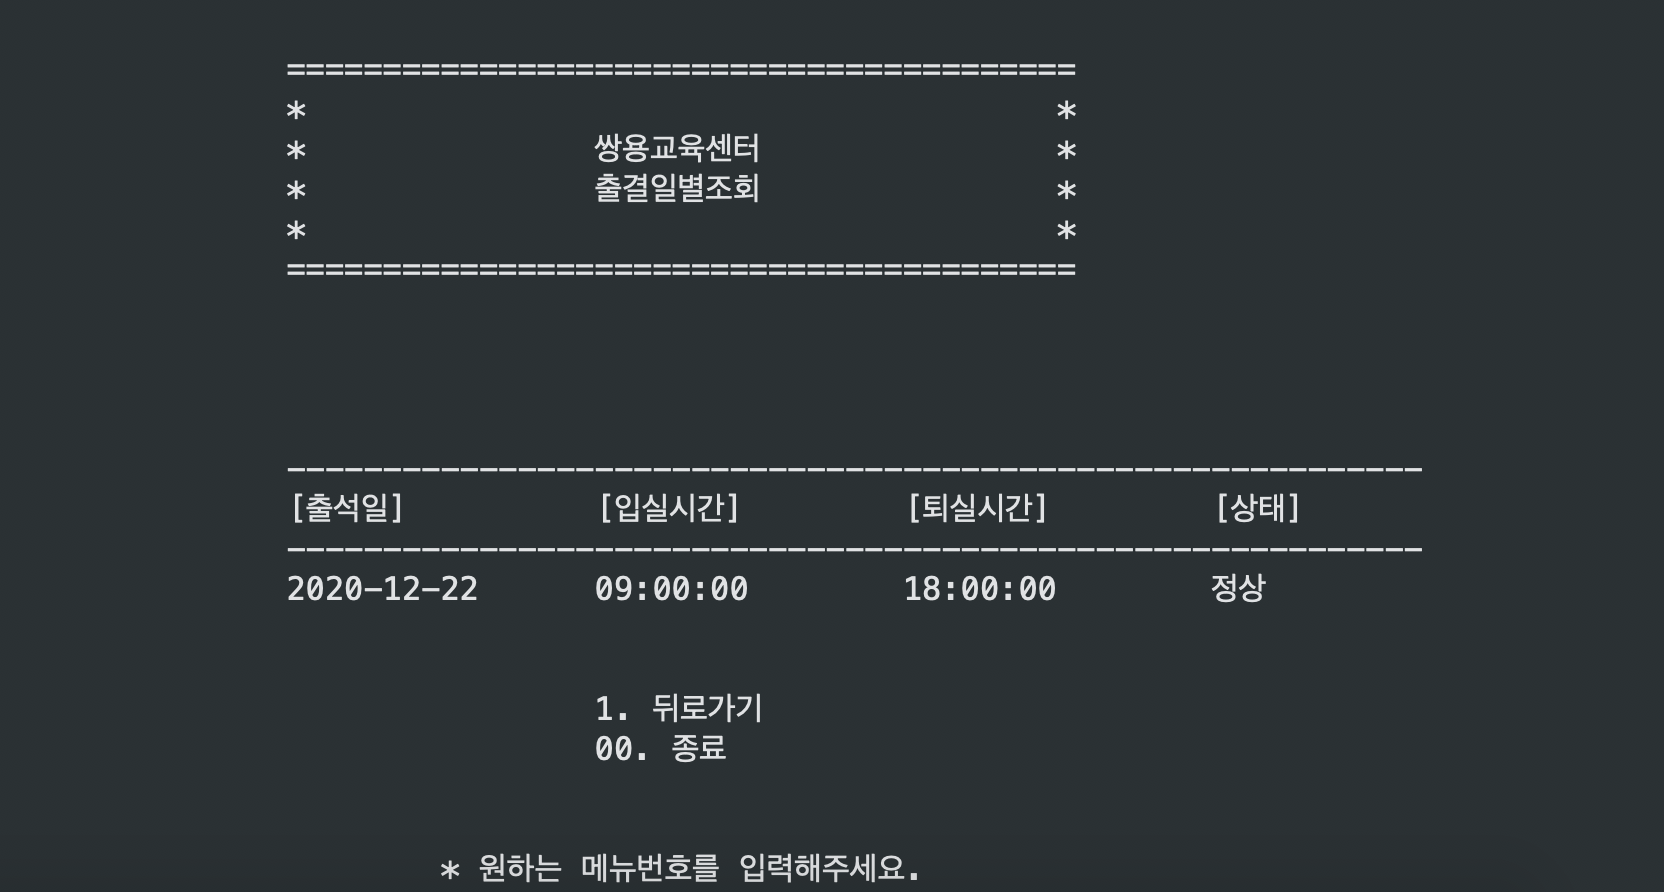 =========================================
* *
* 쌍용교육센터 *
* 출결일별조회 *
* *
=========================================
-----------------------------------------------------------
[출석일] [입실시간] [퇴실시간] [상태]
-----------------------------------------------------------
2020-12-22 09:00:00 18:00:00 정상
1. 뒤로가기
00. 종료
* 원하는 메뉴번호를 입력해주세요.